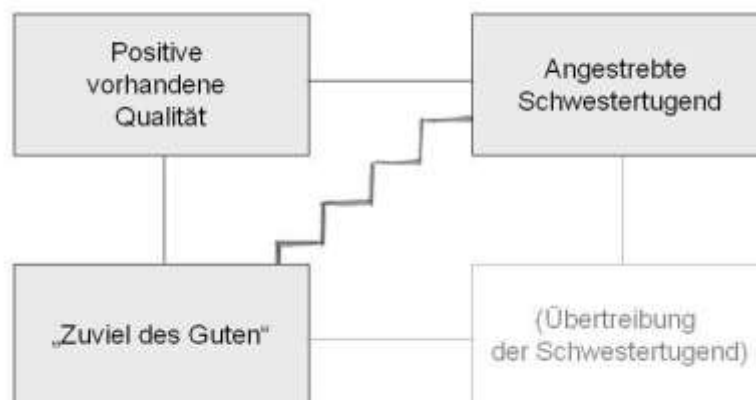 Positive
vorhandene
Qualität
Angestrebte
Schwestertugend
„Zuviel des Guten“
(Übertreibung
der Schwestertugend)